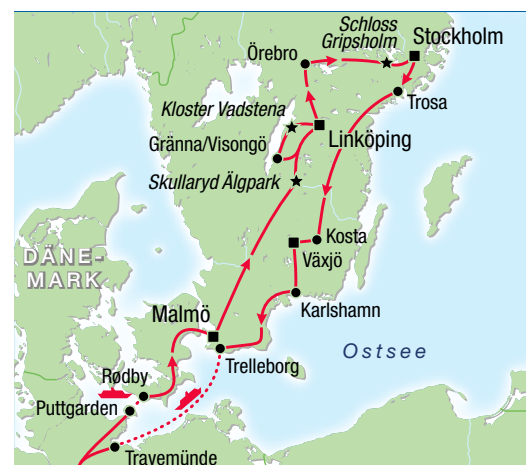 Schloss
Gripsholm
Stockholm
Örebro
Trosa
Kloster Vadstena
Linköping
Gränna/Visongö
Skullaryd Älgpark
Kosta
DÄNE-
MARK
Växjö
Karlshamn
Malmö
Ostsee
Trelleborg
Rødby
Puttgarden
Travemünde